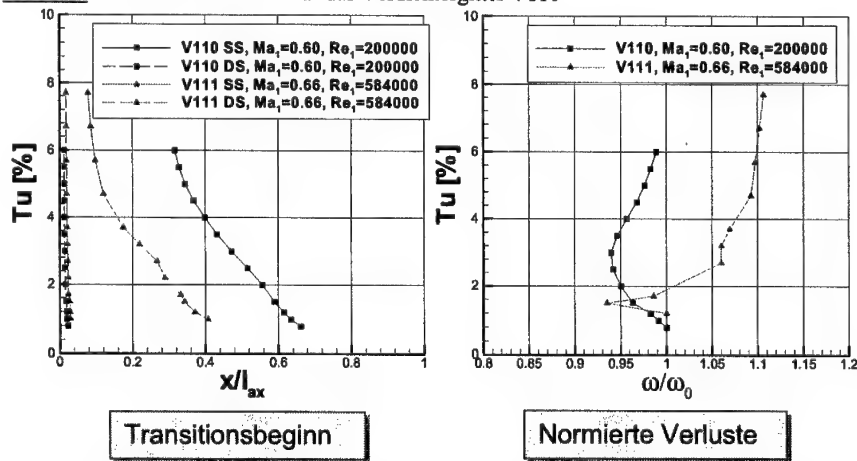 V110 SS, Ma₁=0.60, Re₁=200000
V110 DS, Ma₁=0.60, Re₁=200000
V111 SS, Ma₁=0.66, Re₁=584000
V111 DS, Ma₁=0.66, Re₁=584000
Tu [%]
10
8
6
4
2
0
0 0.2 0.4 0.6 0.8 1
x/lax
Transitionsbeginn
V110, Ma₁=0.60, Re₁=200000
V111, Ma₁=0.66, Re₁=584000
Tu [%]
10
8
6
4
2
0
0.8 0.85 0.9 0.95 1 1.05 1.1 1.15 1.2
ω/ω₀
Normierte Verluste